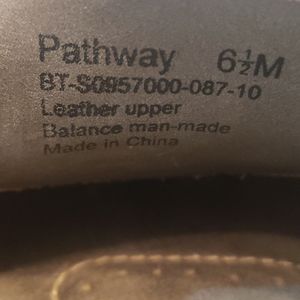 Pathway 6½M
BT-S0957000-087-10
Leather upper
Balance man-made
Made in China